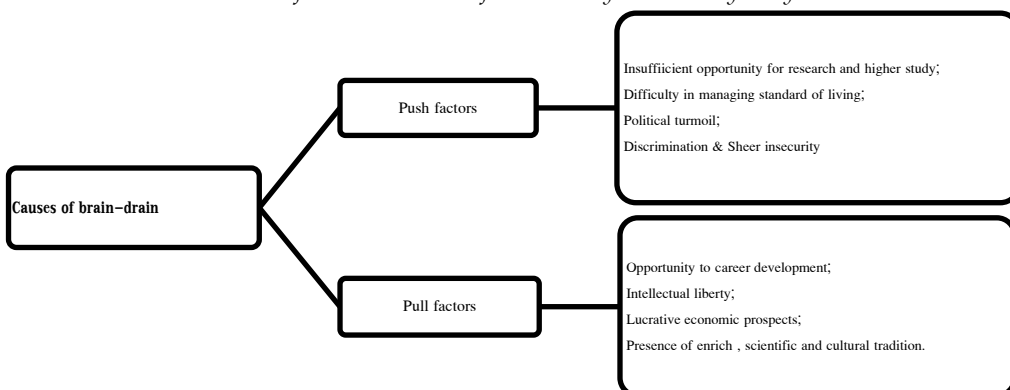 Push factors
Insuffiicient opportunity for research and higher study;
Difficulty in managing standard of living;
Political turmoil;
Discrimination & Sheer insecurity
Causes of brain-drain
Pull factors
Opportunity to career development;
Intellectual liberty;
Lucrative economic prospects;
Presence of enrich , scientific and cultural tradition.